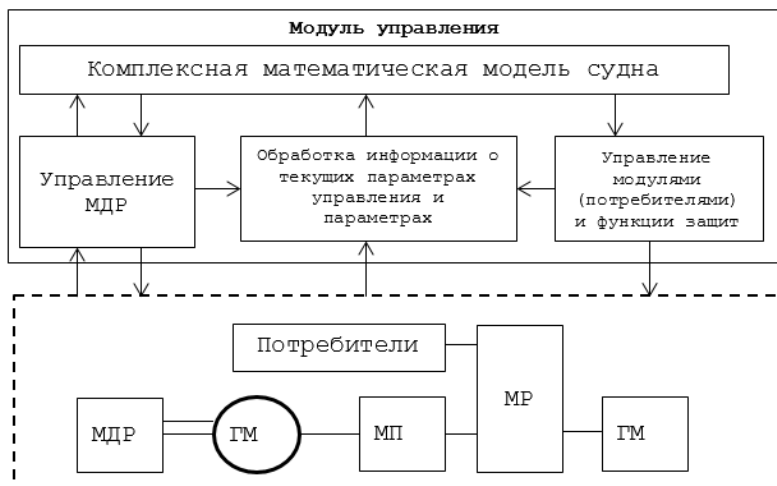 Модуль управления
Комплексная математическая модель судна
Управление
МДР
Обработка информации о
текущих параметрах
управления и
параметрах
Управление
модулями
(потребителями)
и функции защит
Потребители
МР
МДР
ГМ
МП
ГМ